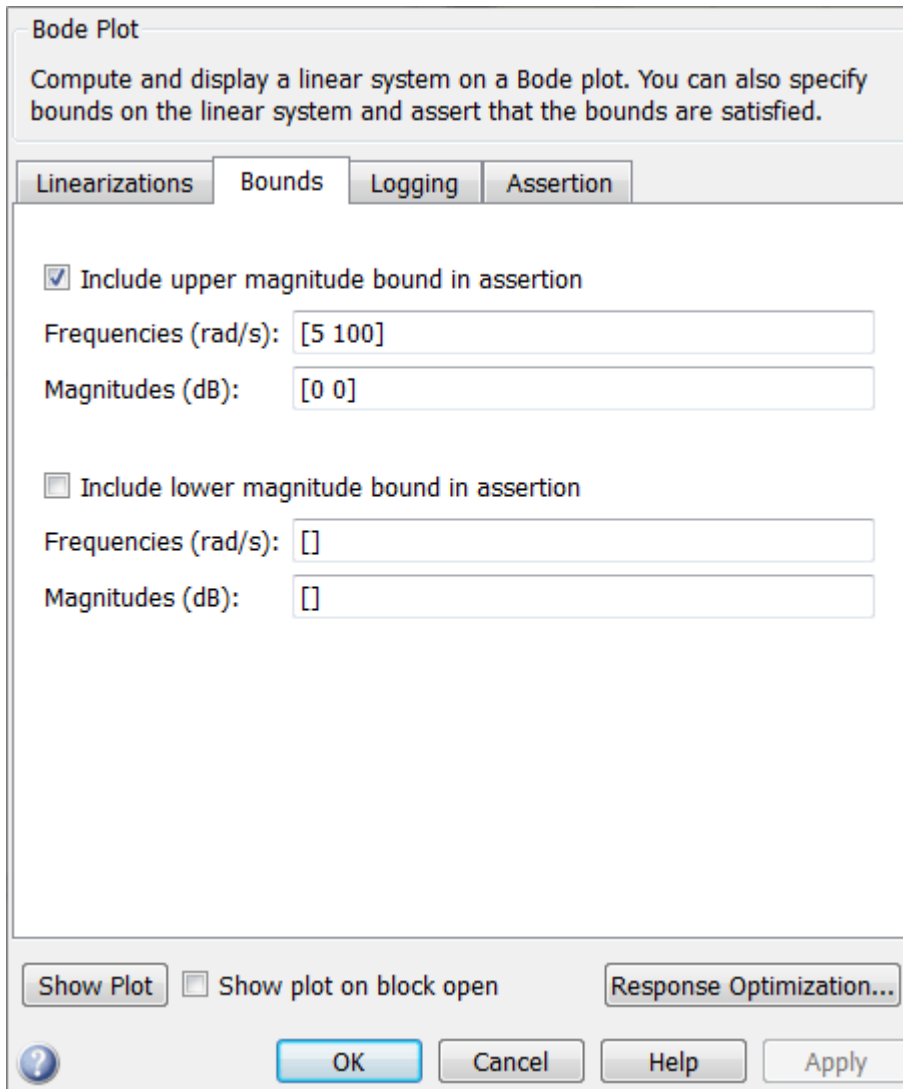 Bode Plot
Compute and display a linear system on a Bode plot. You can also specify
bounds on the linear system and assert that the bounds are satisfied.
Linearizations Bounds Logging Assertion
Include upper magnitude bound in assertion
Frequencies (rad/s): [5 100]
Magnitudes (dB): [0 0]
Include lower magnitude bound in assertion
Frequencies (rad/s): []
Magnitudes (dB): []
Show Plot Show plot on block open Response Optimization...
? OK Cancel Help Apply